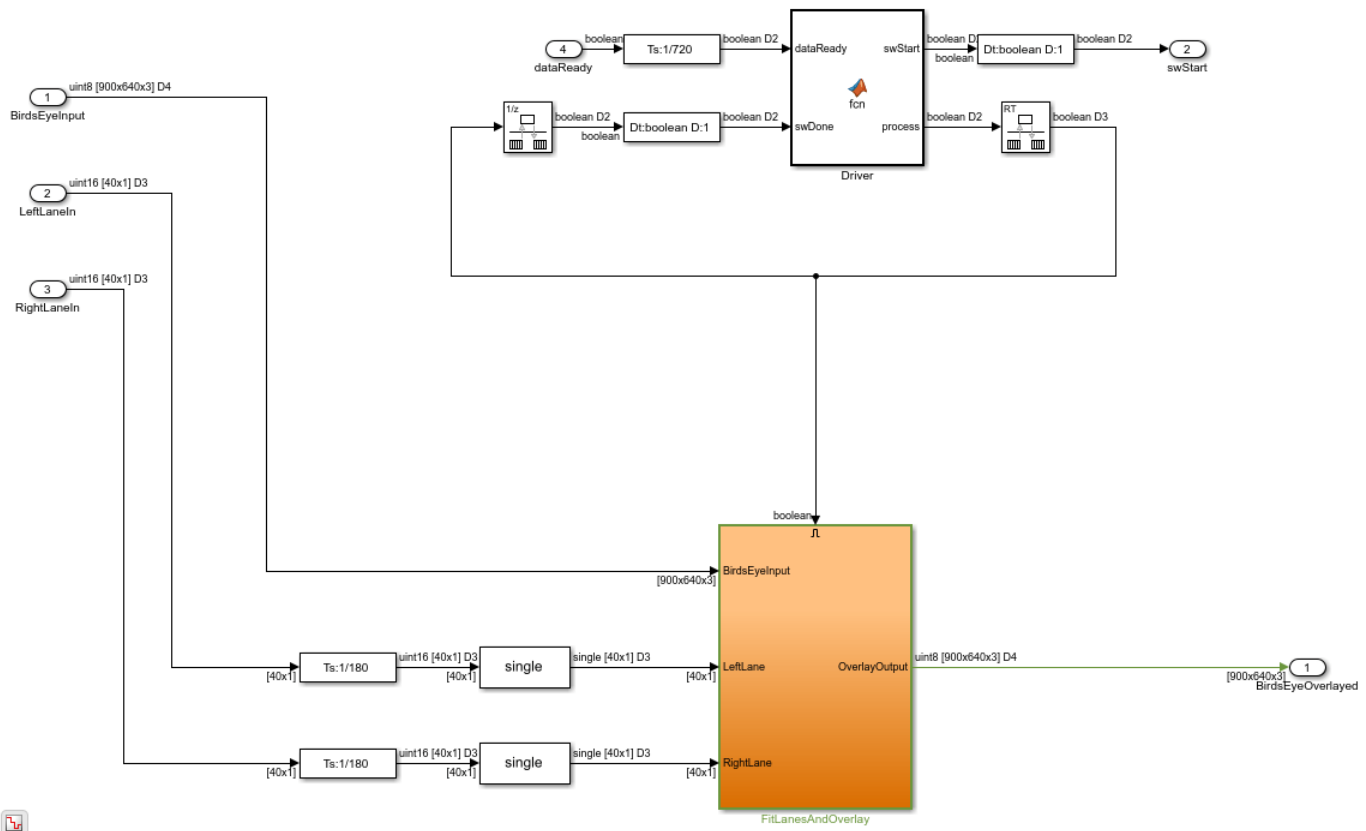 4
boolean
Ts:1/720
boolean D2
dataReady
swStart
boolean D
boolean
Dt:boolean D:1
boolean D2
2
dataReady
swStart
fcn
1
uint8 [900x640x3] D4
BirdsEyeInput
1/z
boolean D2
boolean
Dt:boolean D:1
boolean D2
swDone
process
boolean D2
RT
boolean D3
Driver
2
uint16 [40x1] D3
LeftLaneIn
3
uint16 [40x1] D3
RightLaneIn
boolean
[900x640x3]
BirdsEyeInput
[40x1]
Ts:1/180
uint16 [40x1] D3
[40x1]
single
single [40x1] D3
[40x1]
LeftLane
OverlayOutput
uint8 [900x640x3] D4
[900x640x3]
1
BirdsEyeOverlayed
[40x1]
Ts:1/180
uint16 [40x1] D3
[40x1]
single
single [40x1] D3
[40x1]
RightLane
FitLanesAndOverlay